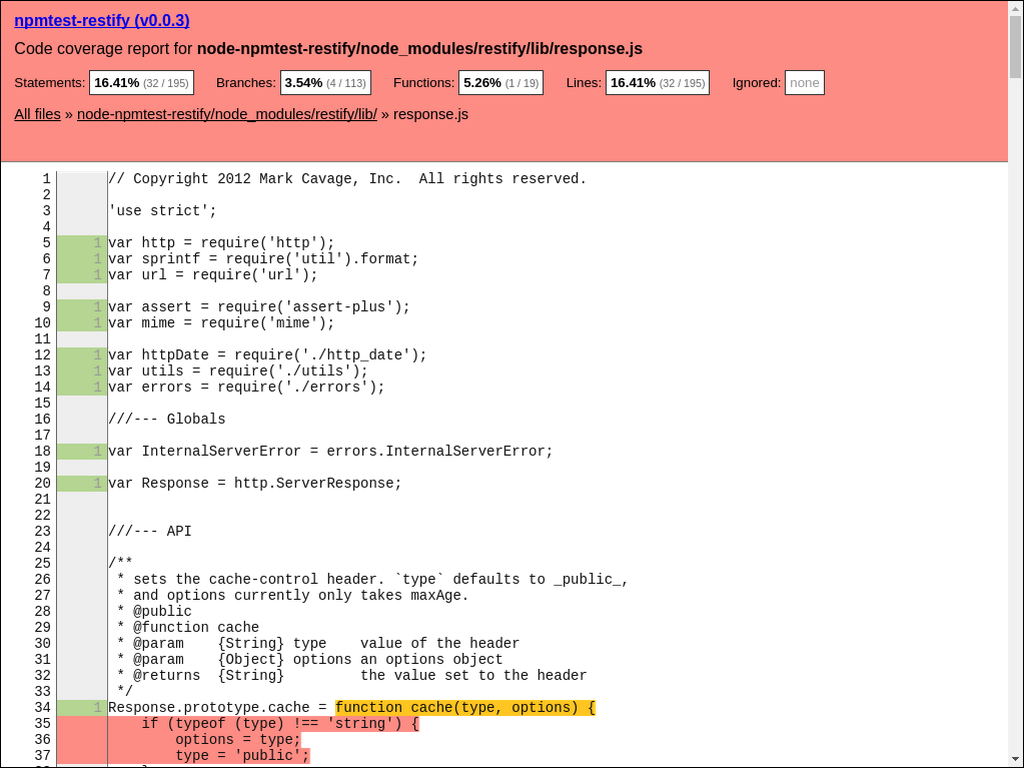 npmtest-restify (v0.0.3)
Code coverage report for node-npmtest-restify/node_modules/restify/lib/response.js
Statements: 16.41% (32 / 195) Branches: 3.54% (4 / 113) Functions: 5.26% (1 / 19) Lines: 16.41% (32 / 195) Ignored: none
All files » node-npmtest-restify/node_modules/restify/lib/ » response.js
1 // Copyright 2012 Mark Cavage, Inc.  All rights reserved.
2
3 'use strict';
4
5 1 var http = require('http');
6 1 var sprintf = require('util').format;
7 1 var url = require('url');
8
9 1 var assert = require('assert-plus');
10 1 var mime = require('mime');
11
12 1 var httpDate = require('./http_date');
13 1 var utils = require('./utils');
14 1 var errors = require('./errors');
15
16 ///--- Globals
17
18 1 var InternalServerError = errors.InternalServerError;
19
20 1 var Response = http.ServerResponse;
21
22
23 ///--- API
24
25 /**
26  * sets the cache-control header. `type` defaults to _public_,
27  * and options currently only takes maxAge.
28  * @public
29  * @function cache
30  * @param    {String} type    value of the header
31  * @param    {Object} options an options object
32  * @returns  {String}         the value set to the header
33  */
34 1 Response.prototype.cache = function cache(type, options) {
35     if (typeof (type) !== 'string') {
36         options = type;
37         type = 'public';